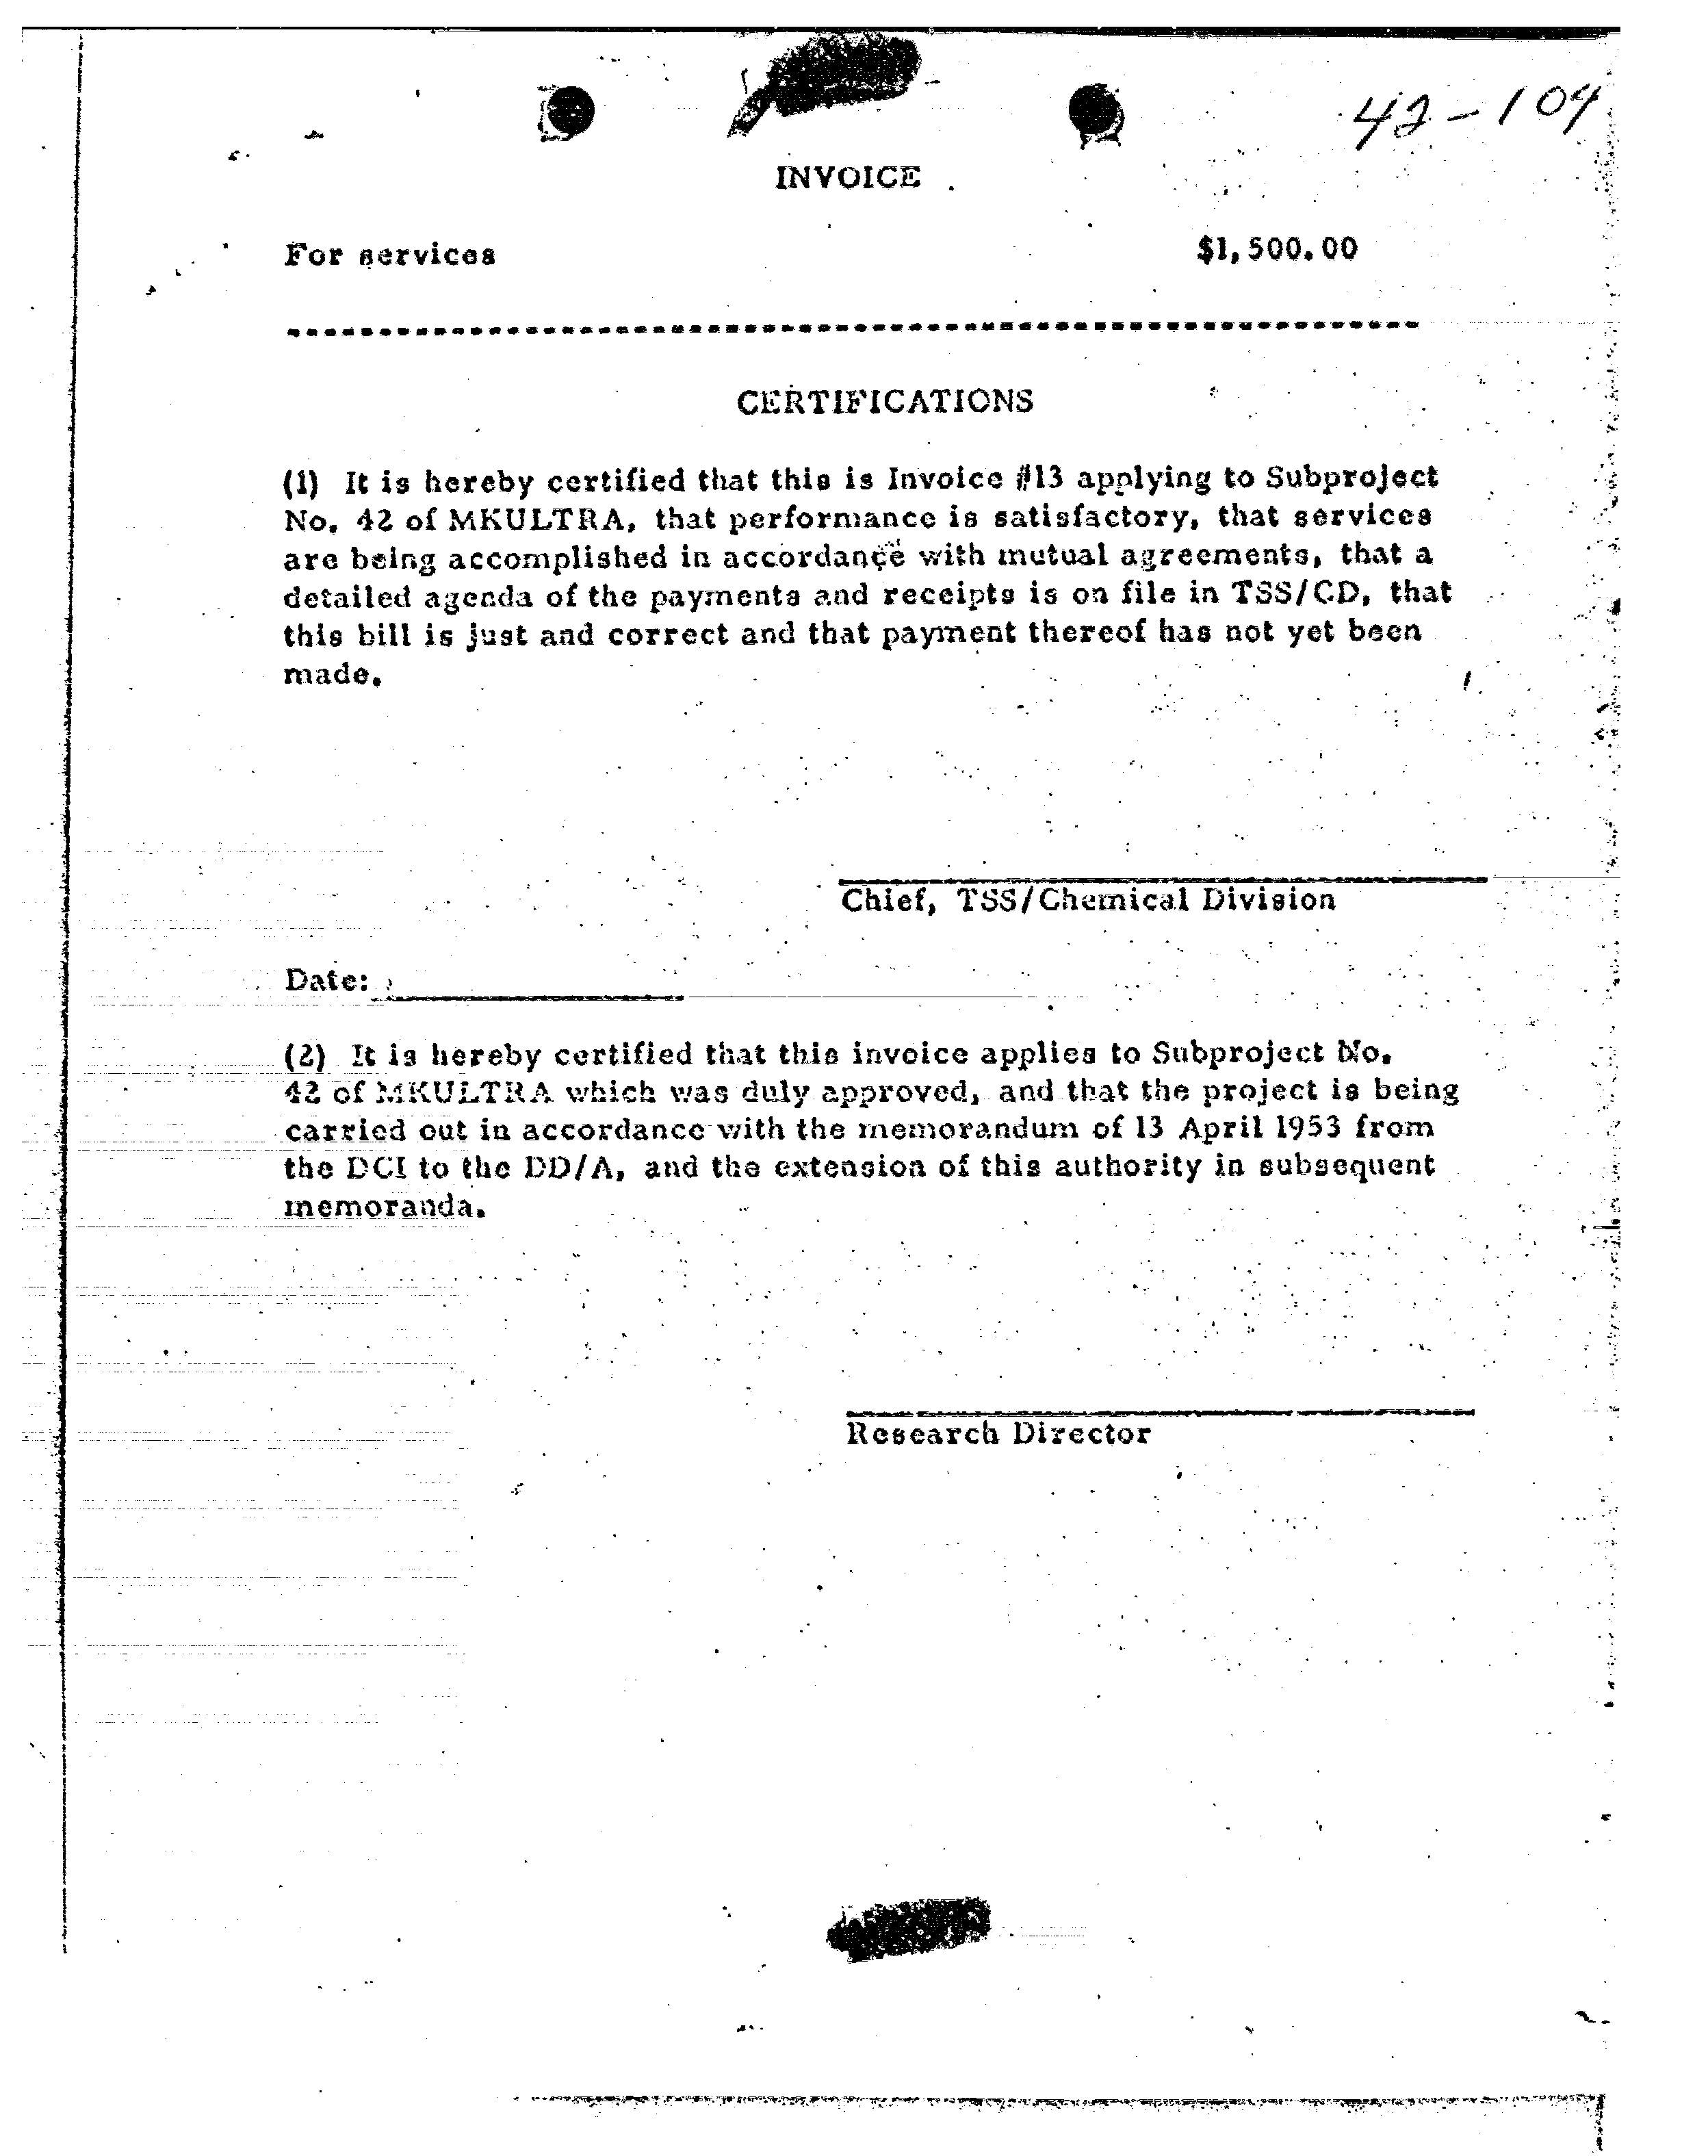 42-104
INVOICE
For services $1,500.00
CERTIFICATIONS
(1) It is hereby certified that this is Invoice #13 applying to Subproject
No. 42 of MKULTRA, that performance is satisfactory, that services
are being accomplished in accordance with mutual agreements, that a
detailed agenda of the payments and receipts is on file in TSS/CD, that
this bill is just and correct and that payment thereof has not yet been
made.
Chief, TSS/Chemical Division
Date:
(2) It is hereby certified that this invoice applies to Subproject No.
42 of MKULTRA which was duly approved, and that the project is being
carried out in accordance with the memorandum of 13 April 1953 from
the DCI to the DD/A, and the extension of this authority in subsequent
memoranda.
Research Director